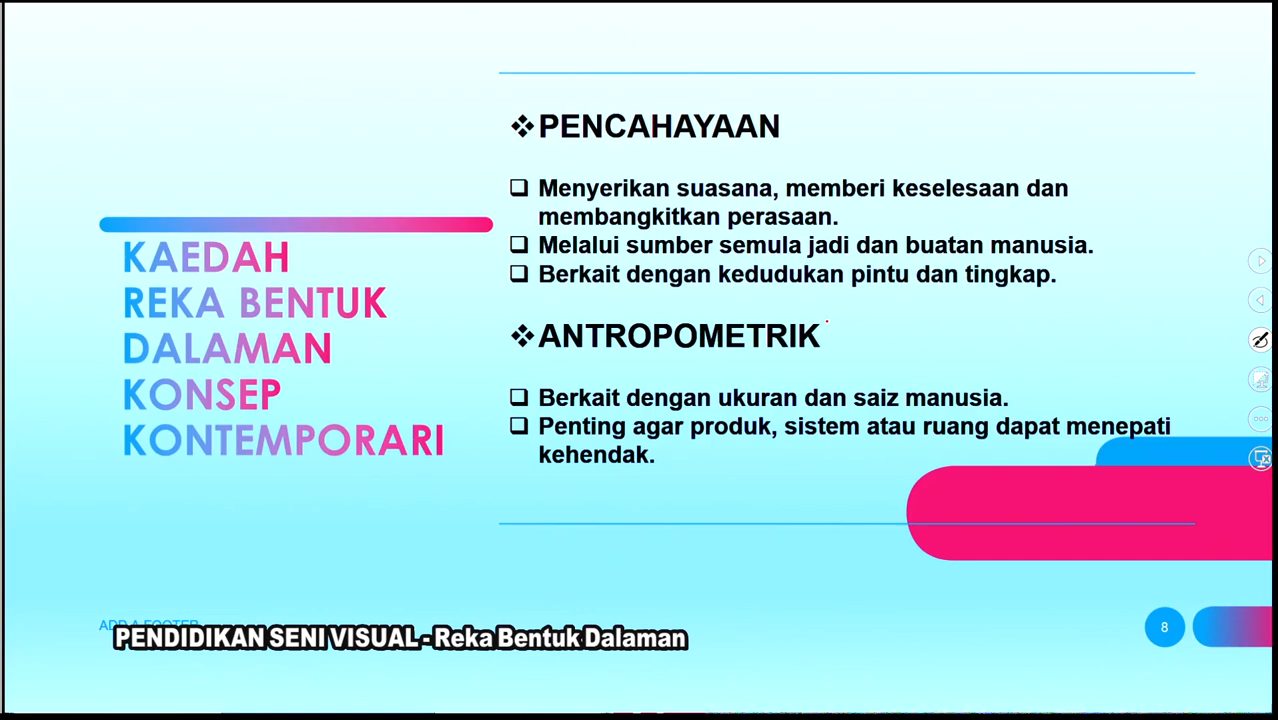 KAEDAH
REKA BENTUK
DALAMAN
KONSEP
KONTEMPORARI
❖PENCAHAYAAN
❑ Menyerikan suasana, memberi keselesaan dan
membangkitkan perasaan.
❑ Melalui sumber semula jadi dan buatan manusia.
❑ Berkait dengan kedudukan pintu dan tingkap.
❖ANTROPOMETRIK
❑ Berkait dengan ukuran dan saiz manusia.
❑ Penting agar produk, sistem atau ruang dapat menepati
kehendak.
ADD A FOOTER
PENDIDIKAN SENI VISUAL - Reka Bentuk Dalaman
8